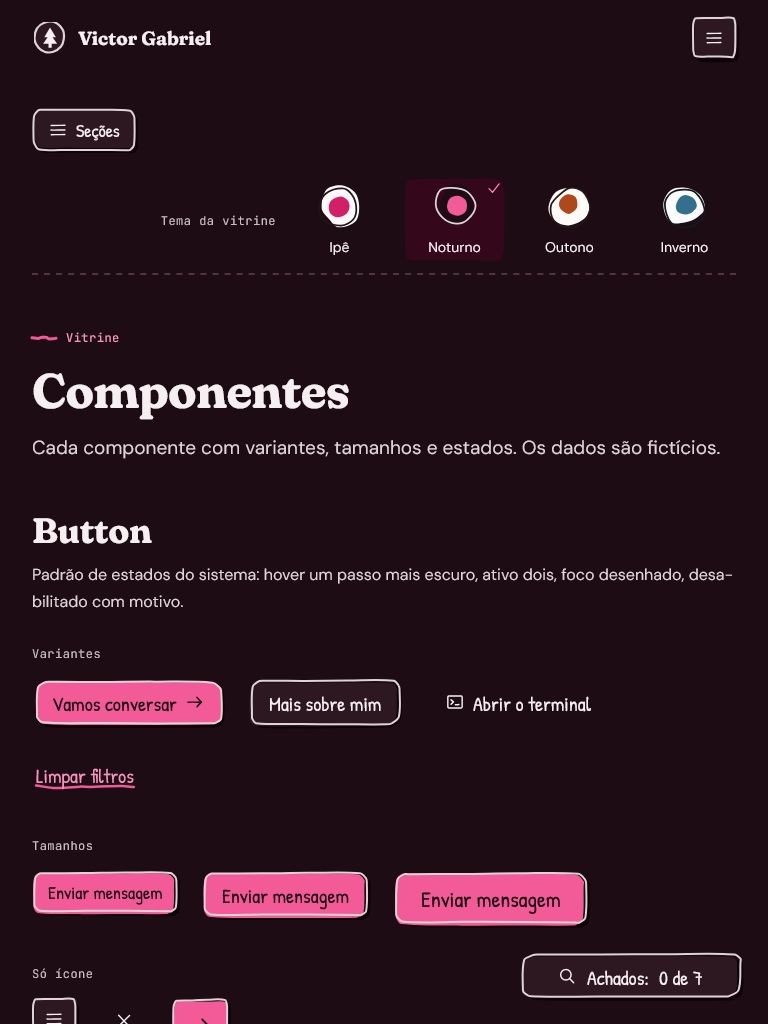 Victor Gabriel
Seções
Tema da vitrine
Ipê
Noturno
Outono
Inverno
Vitrine
Componentes
Cada componente com variantes, tamanhos e estados. Os dados são fictícios.
Button
Padrão de estados do sistema: hover um passo mais escuro, ativo dois, foco desenhado, desa-
bilitado com motivo.
Variantes
Vamos conversar
Mais sobre mim
Abrir o terminal
Limpar filtros
Tamanhos
Enviar mensagem
Enviar mensagem
Enviar mensagem
Só ícone
Achados: 0 de 7